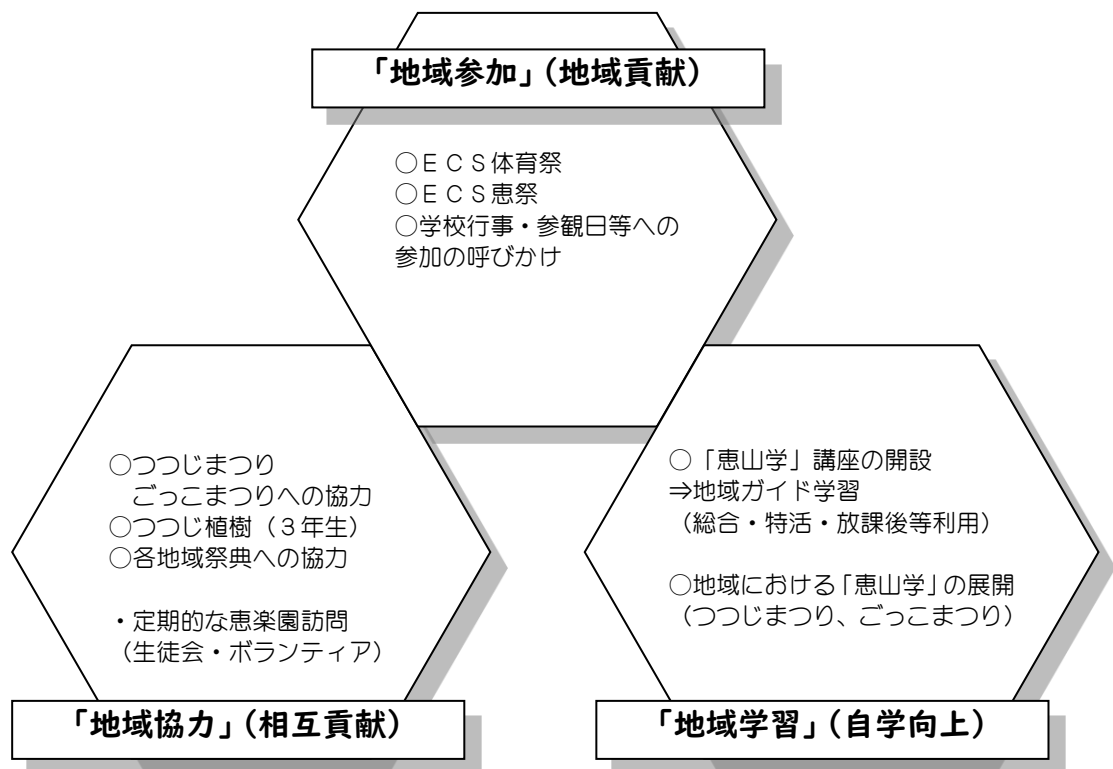 「地域参加」（地域貢献）
○ＥＣＳ体育祭
○ＥＣＳ恵祭
○学校行事・参観日等への
参加の呼びかけ
○つつじまつり
ごっこまつりへの協力
○つつじ植樹（３年生）
○各地域祭典への協力
・定期的な恵楽園訪問
（生徒会・ボランティア）
「地域協力」（相互貢献）
○「恵山学」講座の開設
⇒地域ガイド学習
（総合・特活・放課後等利用）
○地域における「恵山学」の展開
（つつじまつり、ごっこまつり）
「地域学習」（自学向上）